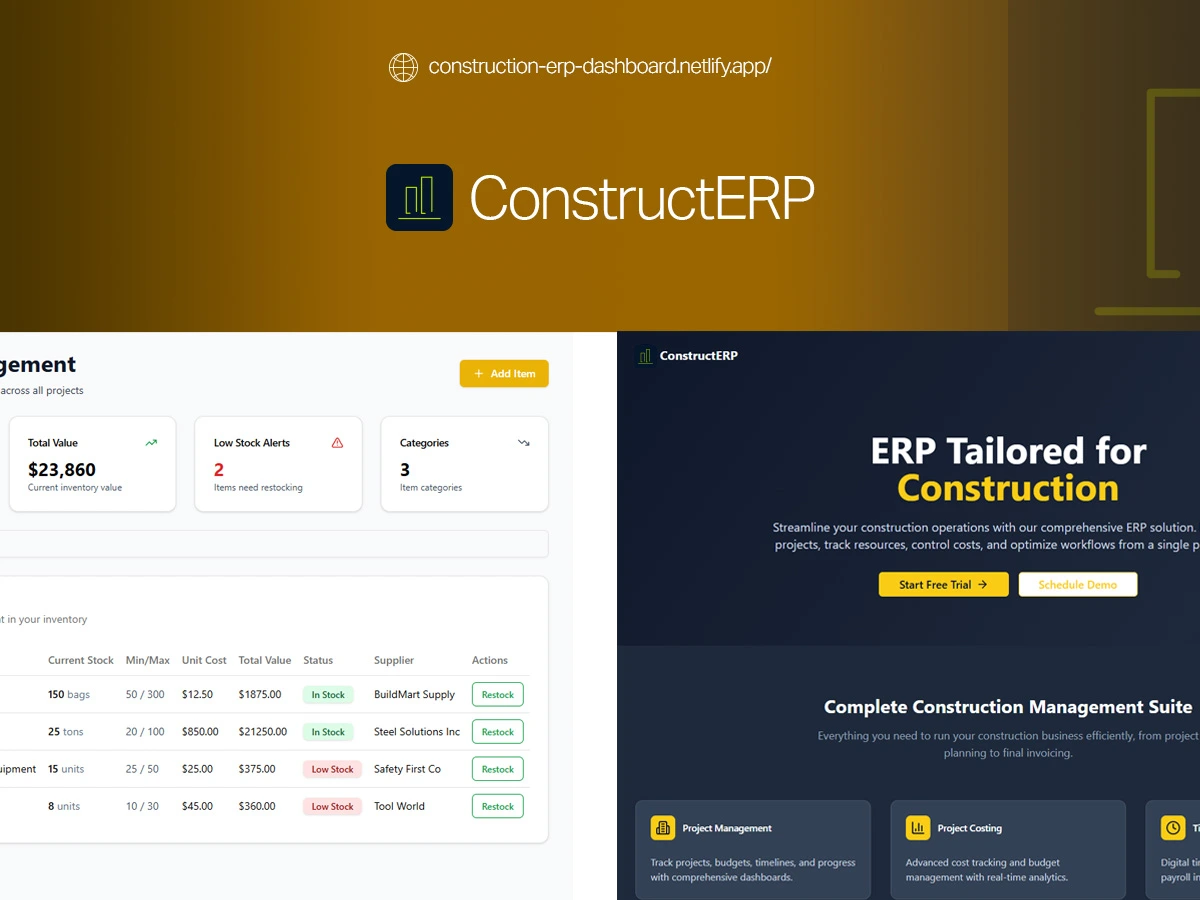 construction-erp-dashboard.netlify.app/
ConstructERP
gement
across all projects
+ Add Item
Total Value
$23,860
Current inventory value
Low Stock Alerts
2
Items need restocking
Categories
3
Item categories
in your inventory
Current Stock Min/Max Unit Cost Total Value Status Supplier Actions
150 bags 50 / 300 $12.50 $1875.00 In Stock BuildMart Supply Restock
25 tons 20 / 100 $850.00 $21250.00 In Stock Steel Solutions Inc Restock
uipment 15 units 25 / 50 $25.00 $375.00 Low Stock Safety First Co Restock
8 units 10 / 30 $45.00 $360.00 Low Stock Tool World Restock
ConstructERP
ERP Tailored for
Construction
Streamline your construction operations with our comprehensive ERP solution.
projects, track resources, control costs, and optimize workflows from a single p
Start Free Trial →
Schedule Demo
Complete Construction Management Suite
Everything you need to run your construction business efficiently, from project
planning to final invoicing.
Project Management
Track projects, budgets, timelines, and progress
with comprehensive dashboards.
Project Costing
Advanced cost tracking and budget
management with real-time analytics.
Digital
payroll